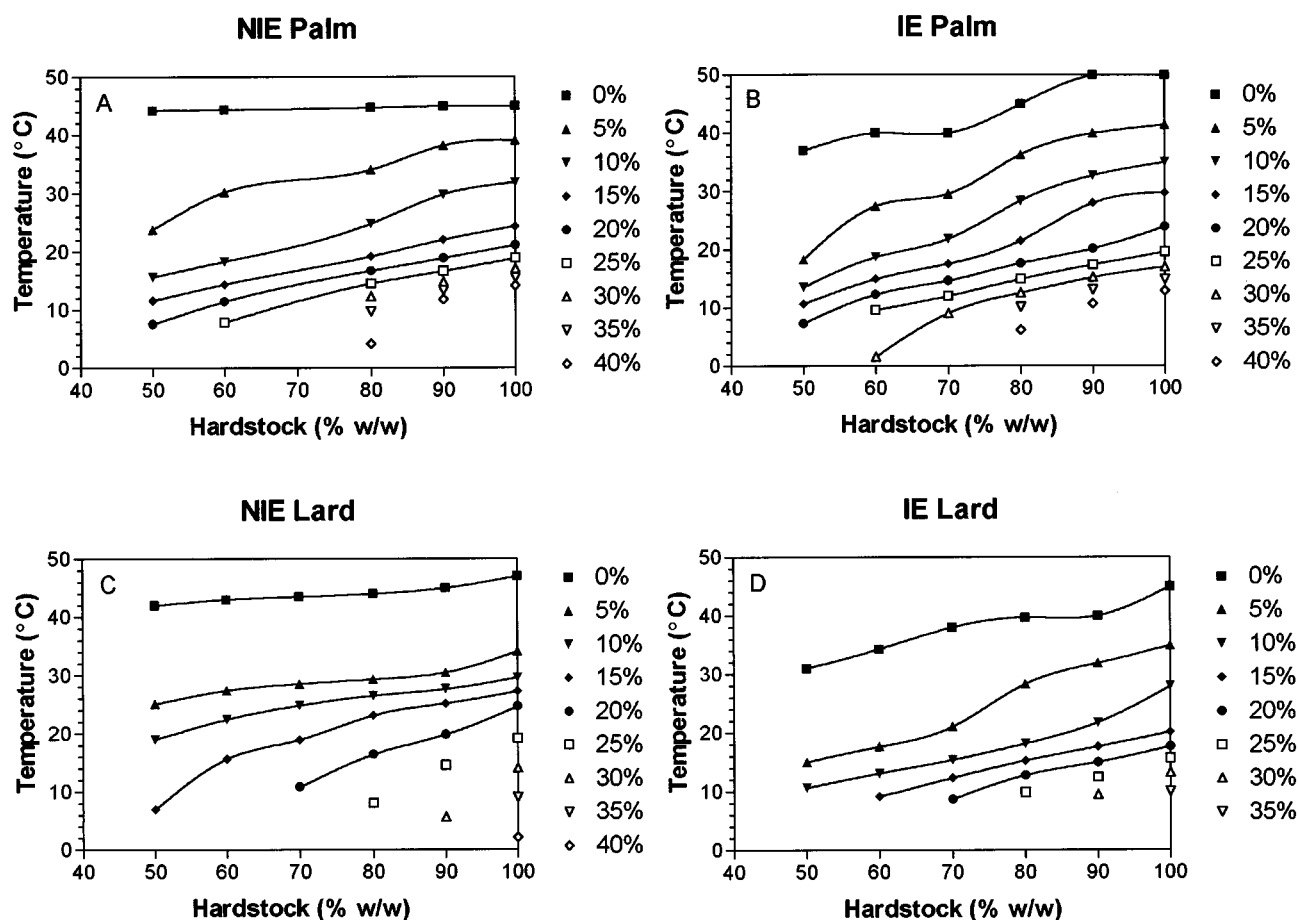 NIE Palm
A
Temperature (°C)
50
40
30
20
10
0
40 50 60 70 80 90 100
Hardstock (% w/w)
0%
5%
10%
15%
20%
25%
30%
35%
40%
IE Palm
B
Temperature (°C)
50
40
30
20
10
0
40 50 60 70 80 90 100
Hardstock (% w/w)
0%
5%
10%
15%
20%
25%
30%
35%
40%
NIE Lard
C
Temperature (°C)
50
40
30
20
10
0
40 50 60 70 80 90 100
Hardstock (% w/w)
0%
5%
10%
15%
20%
25%
30%
35%
40%
IE Lard
D
Temperature (°C)
50
40
30
20
10
0
40 50 60 70 80 90 100
Hardstock (% w/w)
0%
5%
10%
15%
20%
25%
30%
35%